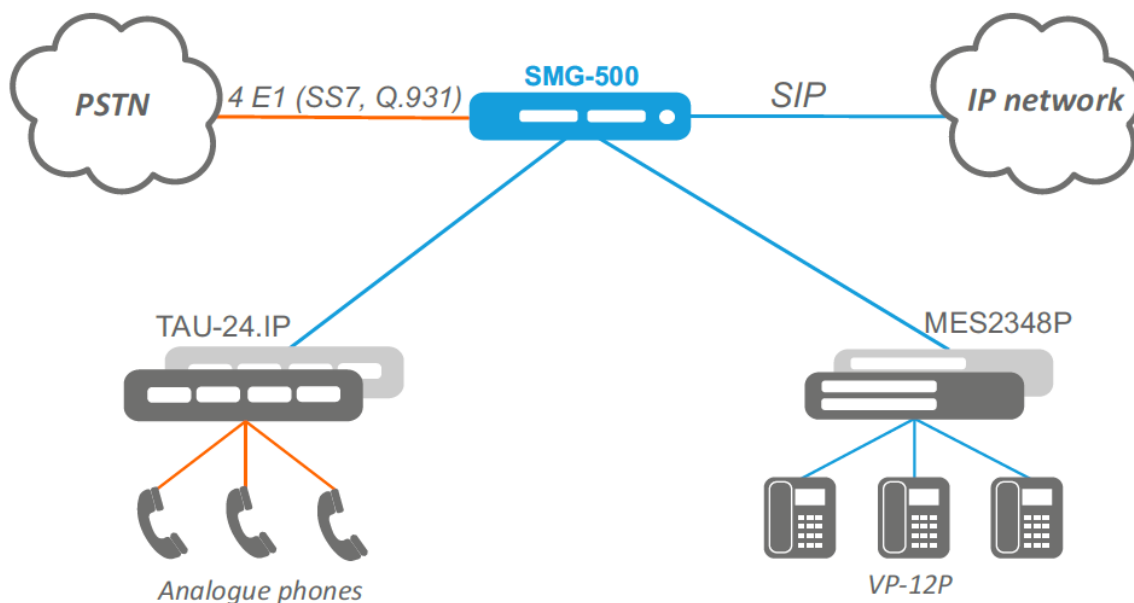 SMG-500
PSTN
4 E1 (SS7, Q.931)
SIP
IP network
TAU-24.IP
MES2348P
Analogue phones
VP-12P